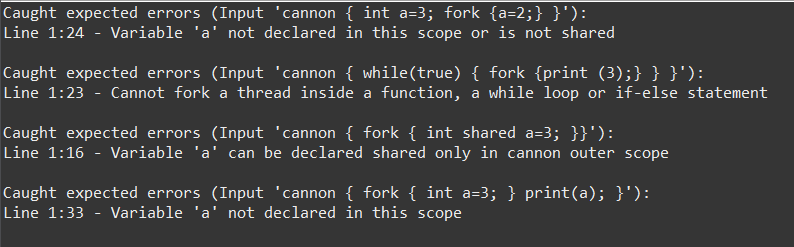 Caught expected errors (Input 'cannon { int a=3; fork {a=2;} }'):
Line 1:24 - Variable 'a' not declared in this scope or is not shared
Caught expected errors (Input 'cannon { while(true) { fork {print (3);} } }'):
Line 1:23 - Cannot fork a thread inside a function, a while loop or if-else statement
Caught expected errors (Input 'cannon { fork { int shared a=3; }}'):
Line 1:16 - Variable 'a' can be declared shared only in cannon outer scope
Caught expected errors (Input 'cannon { fork { int a=3; } print(a); }'):
Line 1:33 - Variable 'a' not declared in this scope